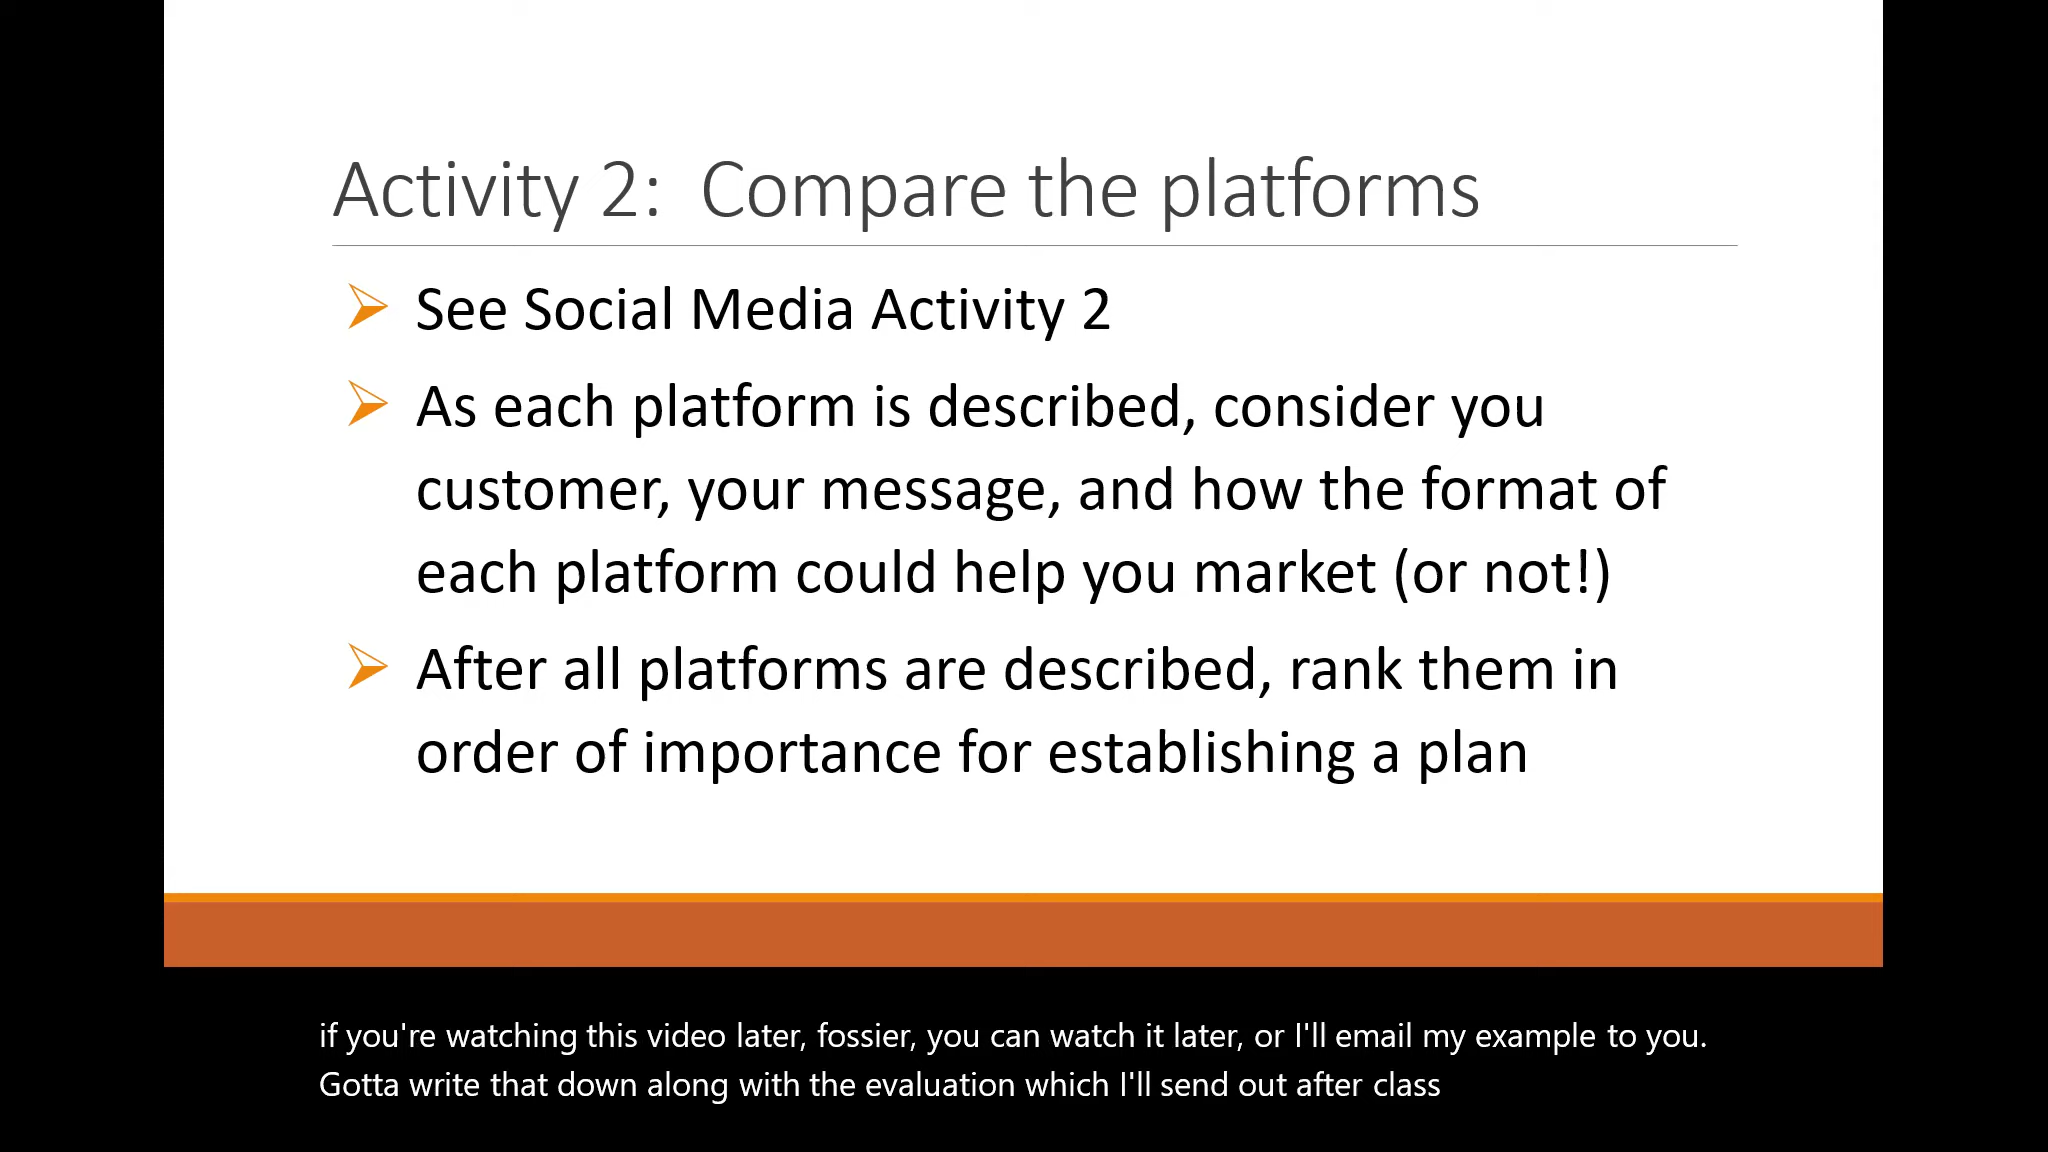 Activity 2:  Compare the platforms
See Social Media Activity 2
As each platform is described, consider you
customer, your message, and how the format of
each platform could help you market (or not!)
After all platforms are described, rank them in
order of importance for establishing a plan
if you're watching this video later, fossier, you can watch it later, or I'll email my example to you.
Gotta write that down along with the evaluation which I'll send out after class